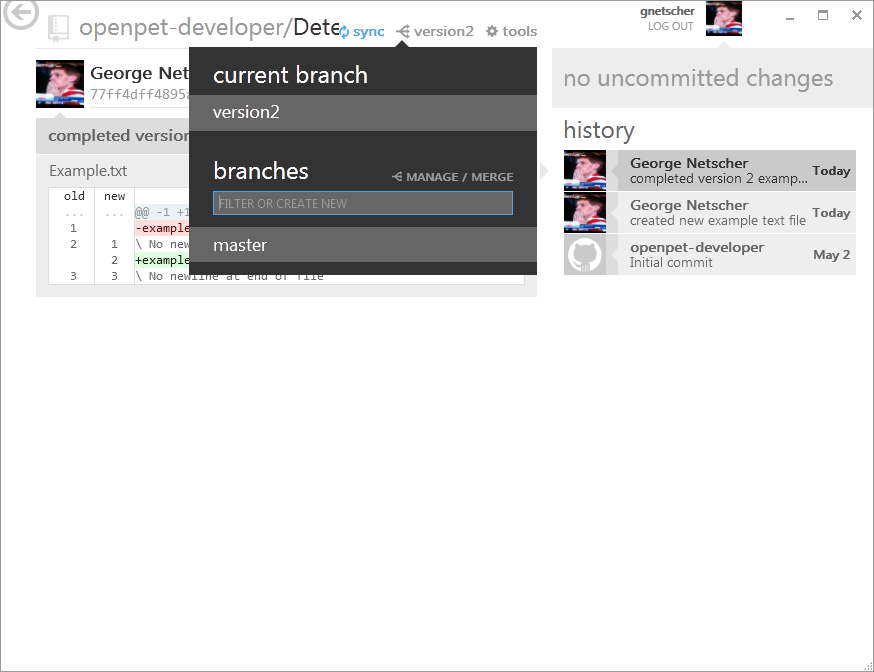 openpet-developer/Dete
sync
version2
tools
gnetscher
LOG OUT
George Net
77ff4dff4895
completed version
Example.txt
old new
... ... @@ -1 +1
1 -example
2 1 \ No new
2 +example
3 3 \ No newline at end of file
current branch
version2
branches
MANAGE / MERGE
FILTER OR CREATE NEW
master
no uncommitted changes
history
George Netscher
completed version 2 examp...
Today
George Netscher
created new example text file
Today
openpet-developer
Initial commit
May 2